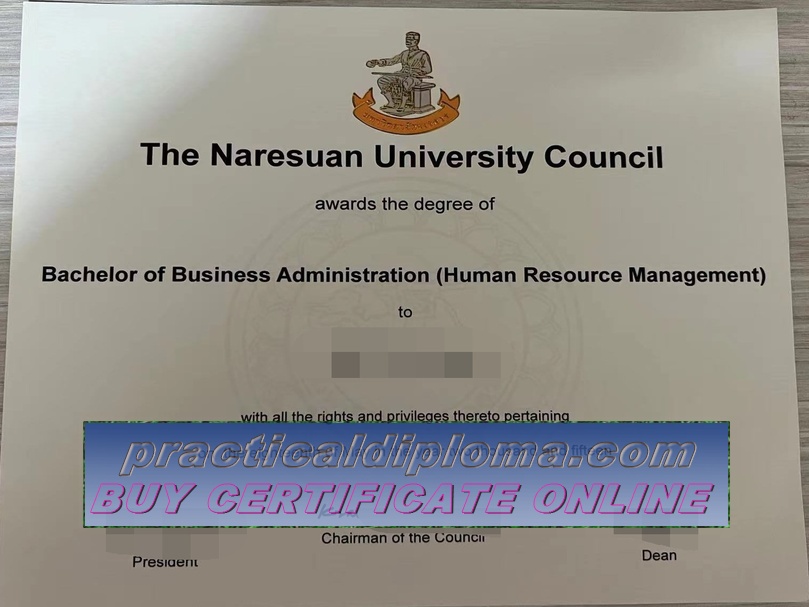 The Naresuan University Council
awards the degree of
Bachelor of Business Administration (Human Resource Management)
to
with all the rights and privileges thereto pertaining
practicaldiploma.com
BUY CERTIFICATE ONLINE
Chairman of the Council
President
Dean